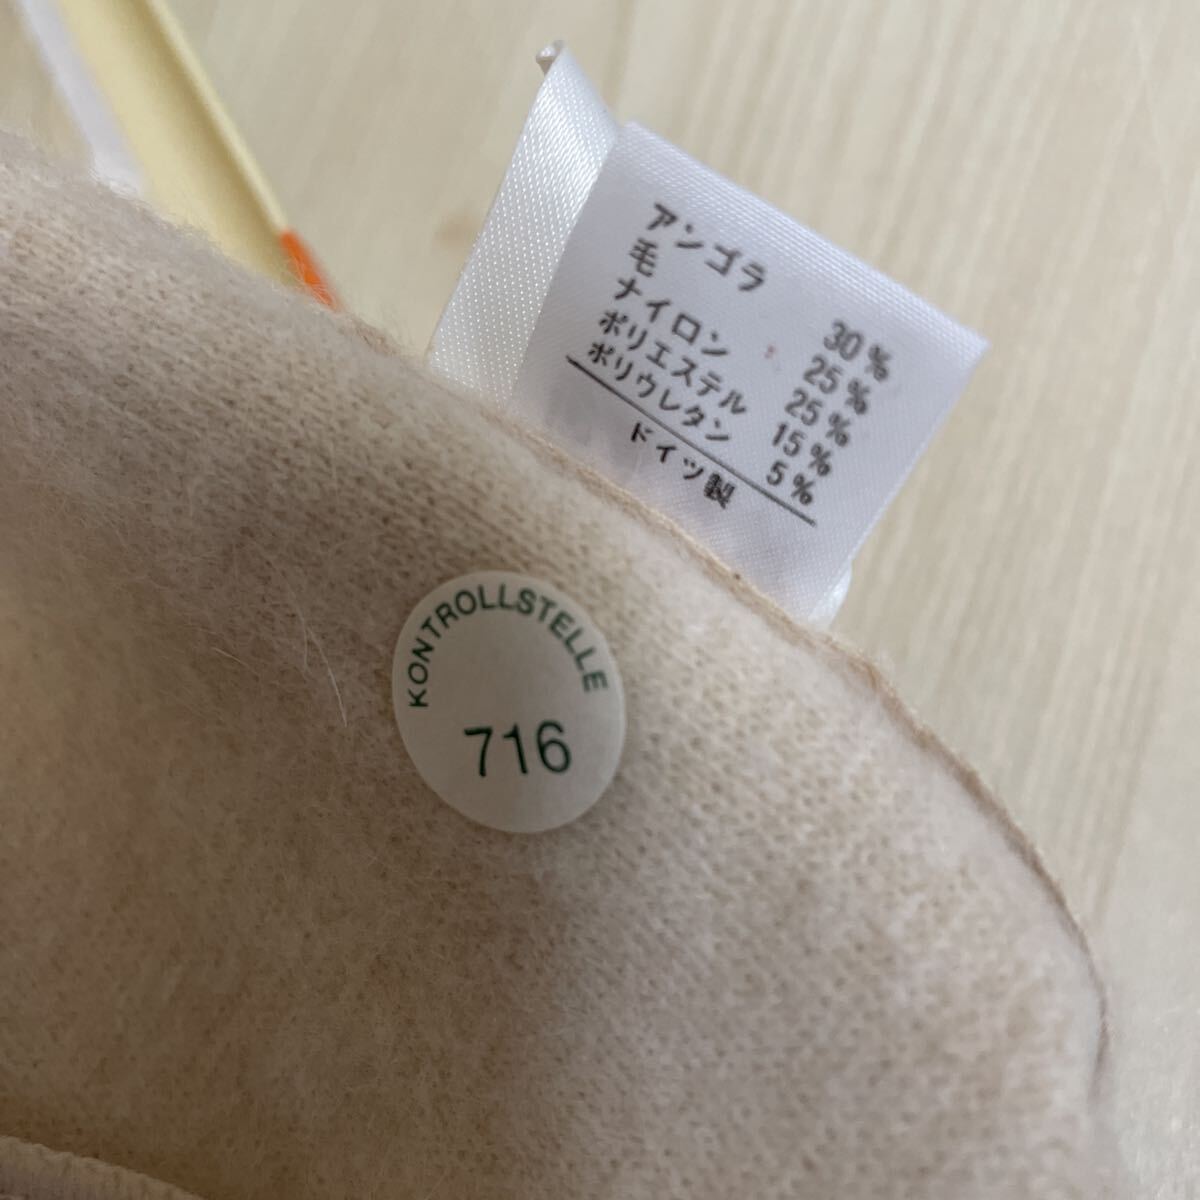 アンゴラ 30%
毛 25%
ナイロン 25%
ポリエステル 15%
ポリウレタン 5%
ドイツ製
KONTROLLSTELLE
716